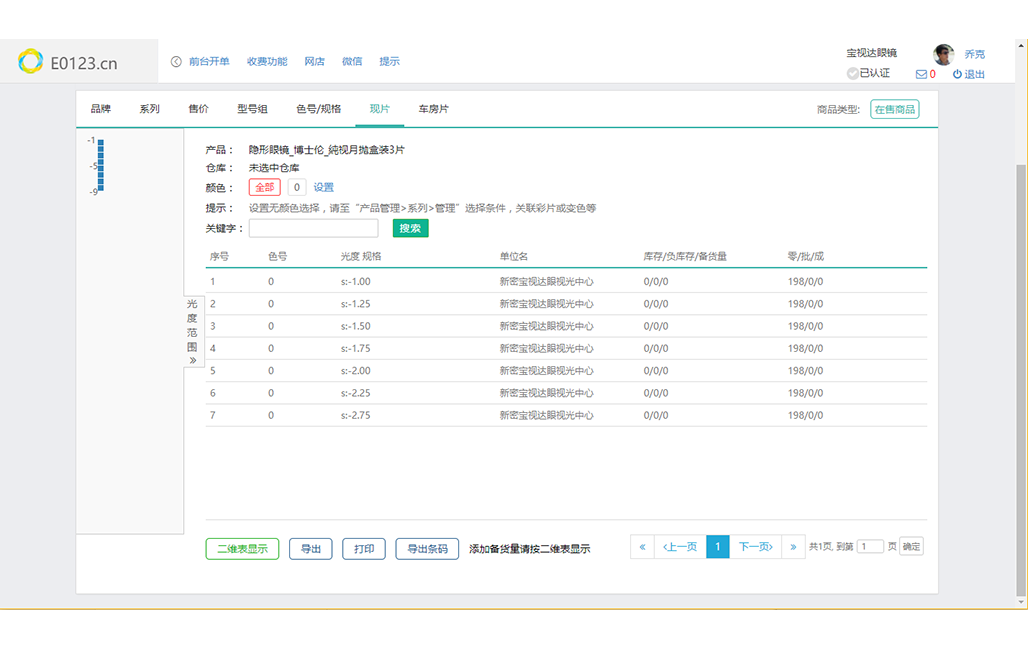 E0123.cn
前台开单 收费功能 网店 微信 提示
宝视达眼镜 乔克
已认证 0 退出
品牌 系列 售价 型号组 色号/规格 现片 车房片 商品类型: 在售商品
-1
-5
-9
光度范围»
产品： 隐形眼镜_博士伦_純视月抛盒装3片
仓库： 未选中仓库
颜色： 全部 0 设置
提示： 设置无颜色选择，请至“产品管理>系列>管理”选择条件，关联彩片或变色等
关键字： 搜索
序号 色号 光度 规格 单位名 库存/负库存/备货量 零/批/成
1 0 s:-1.00 新密宝视达眼视光中心 0/0/0 198/0/0
2 0 s:-1.25 新密宝视达眼视光中心 0/0/0 198/0/0
3 0 s:-1.50 新密宝视达眼视光中心 0/0/0 198/0/0
4 0 s:-1.75 新密宝视达眼视光中心 0/0/0 198/0/0
5 0 s:-2.00 新密宝视达眼视光中心 0/0/0 198/0/0
6 0 s:-2.25 新密宝视达眼视光中心 0/0/0 198/0/0
7 0 s:-2.75 新密宝视达眼视光中心 0/0/0 198/0/0
二维表显示 导出 打印 导出条码 添加备货量请按二维表显示 « ‹上一页 1 下一页› » 共1页, 到第 1 页 确定